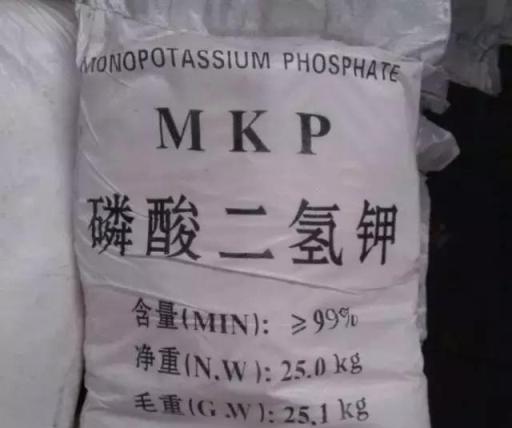 MONOPOTASSIUM PHOSPHATE
MKP
磷酸二氢钾
含量(MIN): ≥99%
净重(N.W): 25.0 kg
毛重(G.W): 25.1 kg